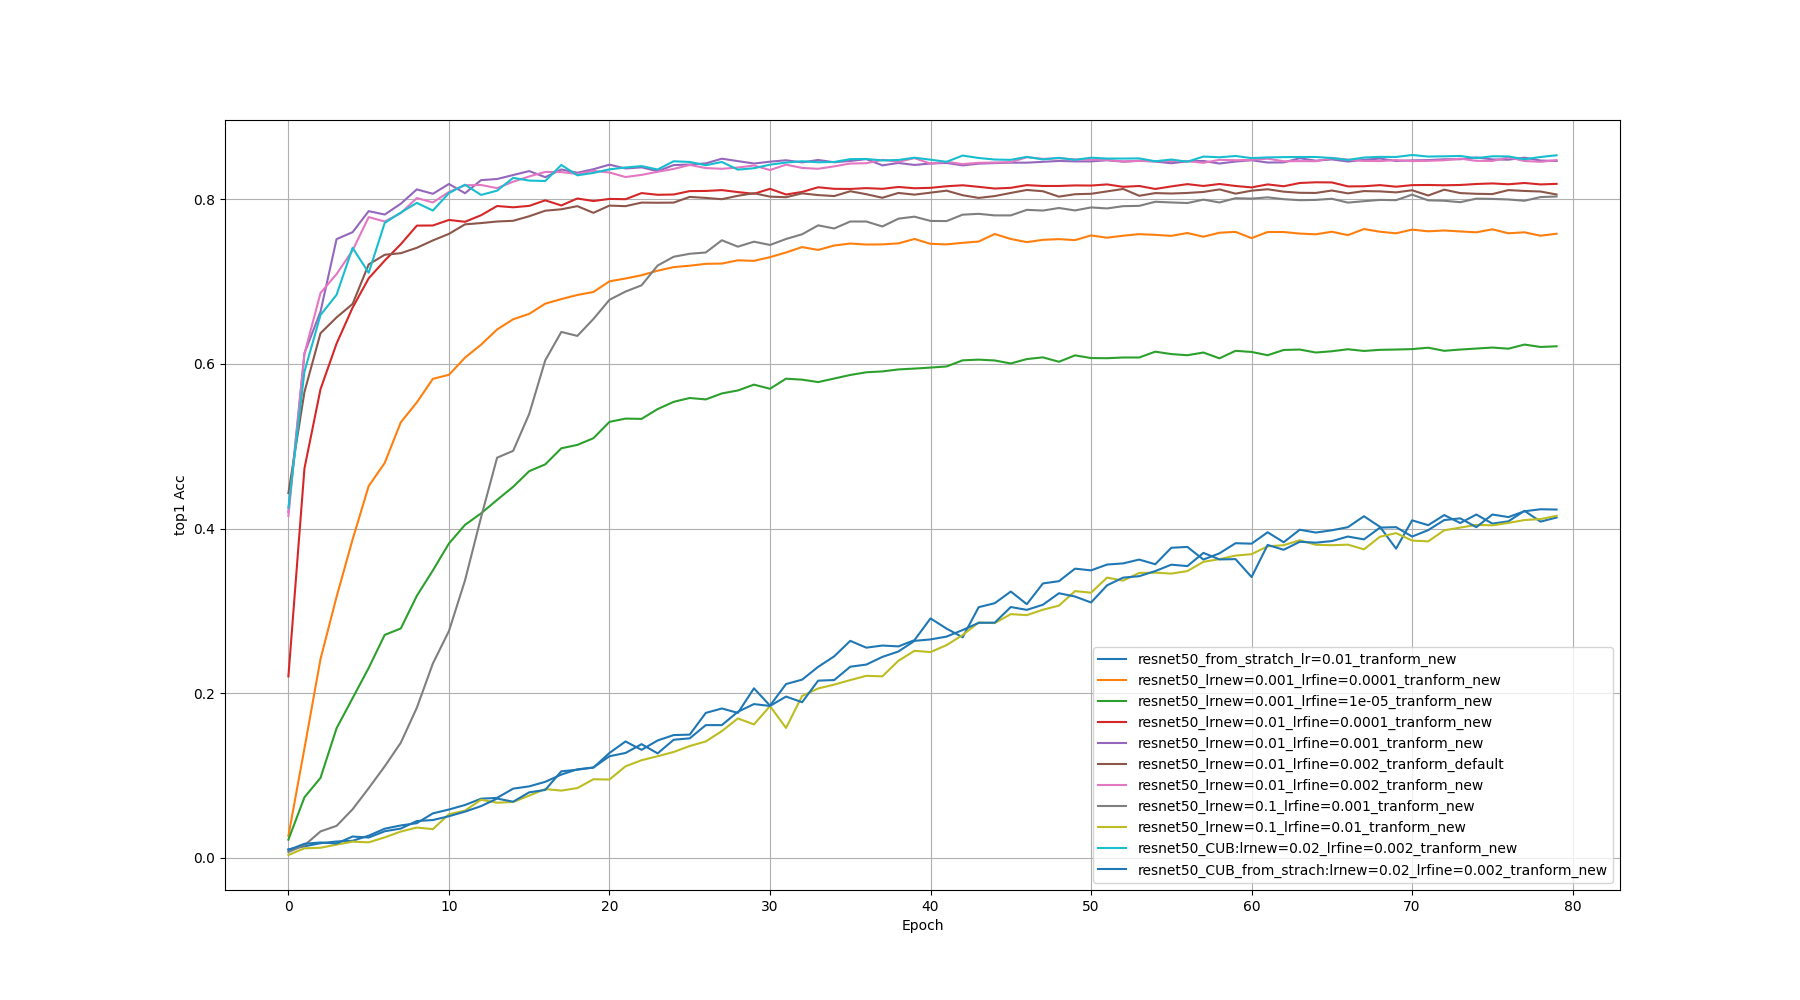 0.8
0.6
0.4
0.2
0.0
top1 Acc
0 10 20 30 40 50 60 70 80
Epoch
resnet50_from_stratch_lr=0.01_tranform_new
resnet50_lrnew=0.001_lrfine=0.0001_tranform_new
resnet50_lrnew=0.001_lrfine=1e-05_tranform_new
resnet50_lrnew=0.01_lrfine=0.0001_tranform_new
resnet50_lrnew=0.01_lrfine=0.001_tranform_new
resnet50_lrnew=0.01_lrfine=0.002_tranform_default
resnet50_lrnew=0.01_lrfine=0.002_tranform_new
resnet50_lrnew=0.1_lrfine=0.001_tranform_new
resnet50_lrnew=0.1_lrfine=0.01_tranform_new
resnet50_CUB:lrnew=0.02_lrfine=0.002_tranform_new
resnet50_CUB_from_strach:lrnew=0.02_lrfine=0.002_tranform_new